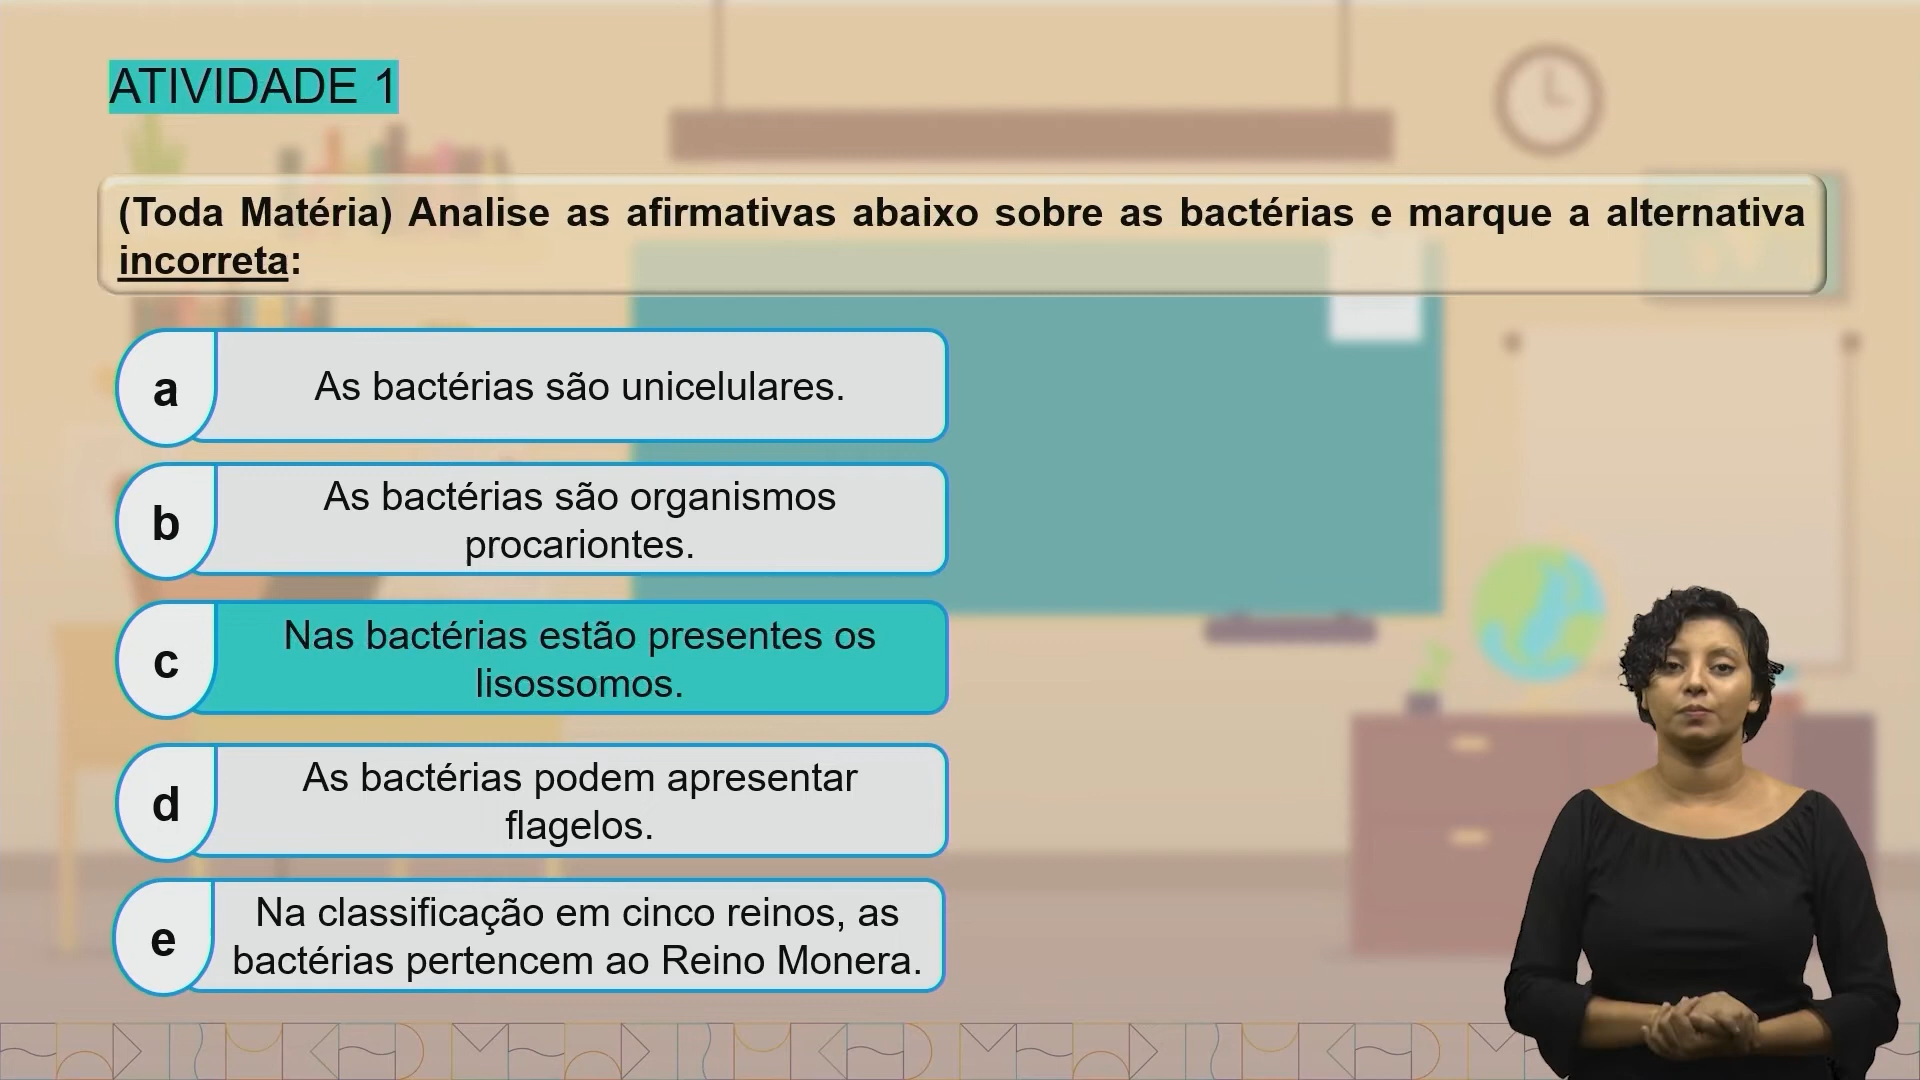 ATIVIDADE 1
(Toda Matéria) Analise as afirmativas abaixo sobre as bactérias e marque a alternativa
incorreta:
a
As bactérias são unicelulares.
b
As bactérias são organismos
procariontes.
c
Nas bactérias estão presentes os
lisossomos.
d
As bactérias podem apresentar
flagelos.
e
Na classificação em cinco reinos, as
bactérias pertencem ao Reino Monera.